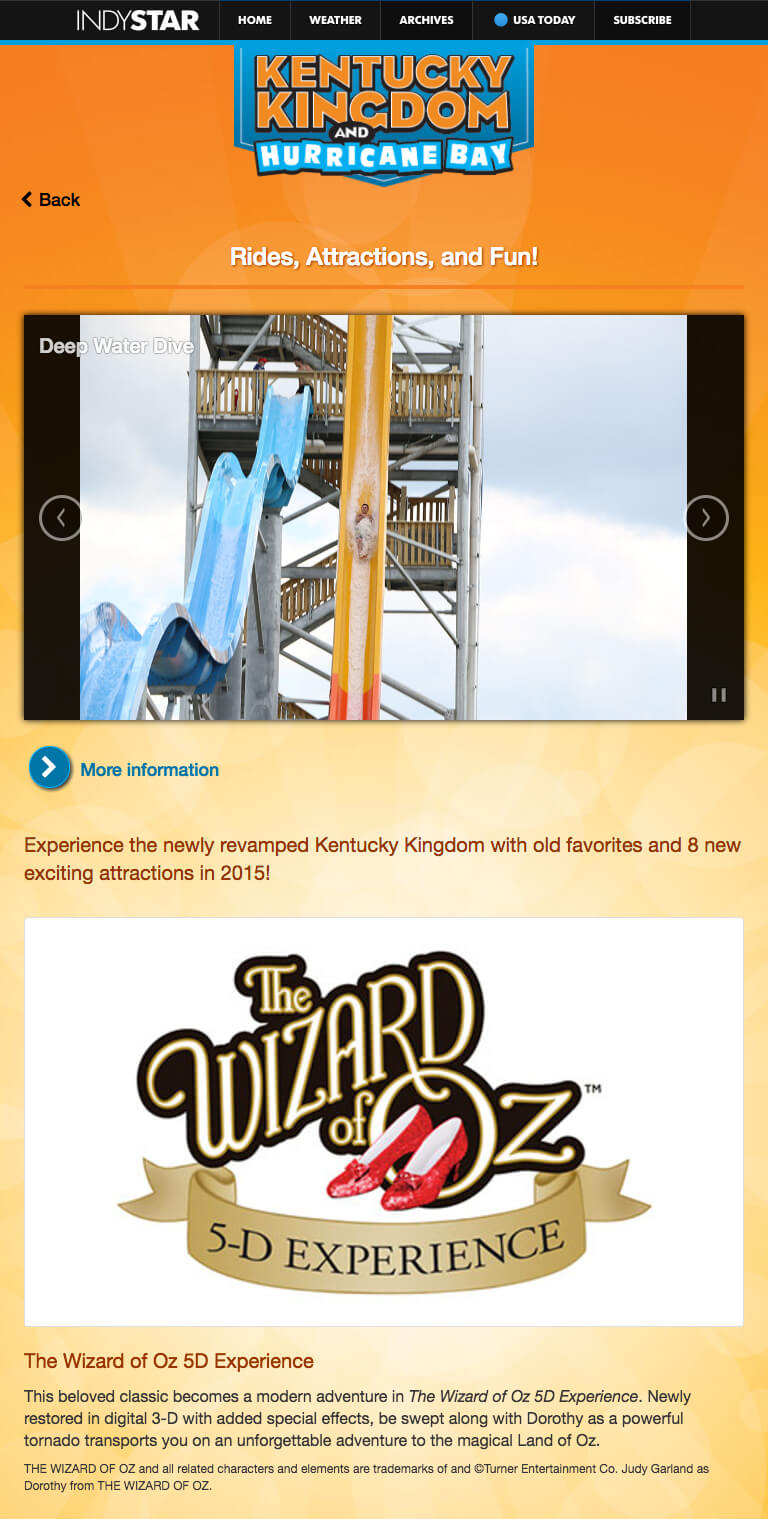 INDYSTAR HOME WEATHER ARCHIVES USA TODAY SUBSCRIBE
KENTUCKY
KINGDOM
AND
HURRICANE BAY
Back
Rides, Attractions, and Fun!
Deep Water Dive
More information
Experience the newly revamped Kentucky Kingdom with old favorites and 8 new
exciting attractions in 2015!
The
WIZARD
of OZ™
5-D EXPERIENCE
The Wizard of Oz 5D Experience
This beloved classic becomes a modern adventure in The Wizard of Oz 5D Experience. Newly
restored in digital 3-D with added special effects, be swept along with Dorothy as a powerful
tornado transports you on an unforgettable adventure to the magical Land of Oz.
THE WIZARD OF OZ and all related characters and elements are trademarks of and ©Turner Entertainment Co. Judy Garland as
Dorothy from THE WIZARD OF OZ.